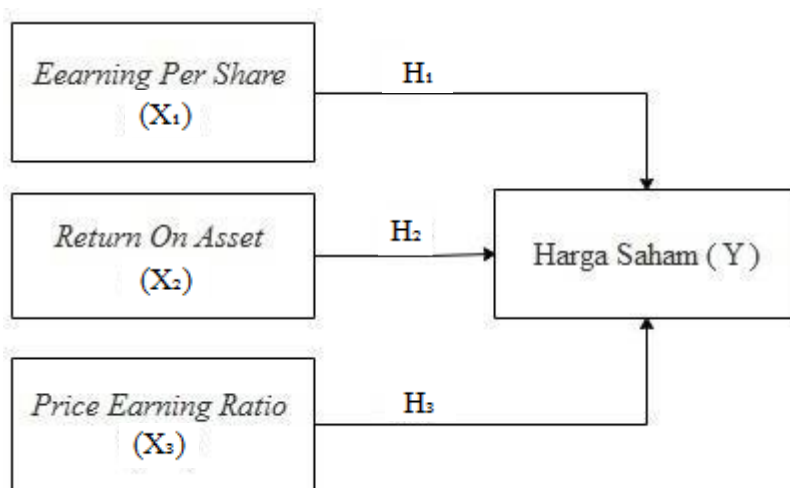 Eearning Per Share
(X₁)
H₁
Return On Asset
(X₂)
H₂
Harga Saham ( Y )
Price Earning Ratio
(X₃)
H₃